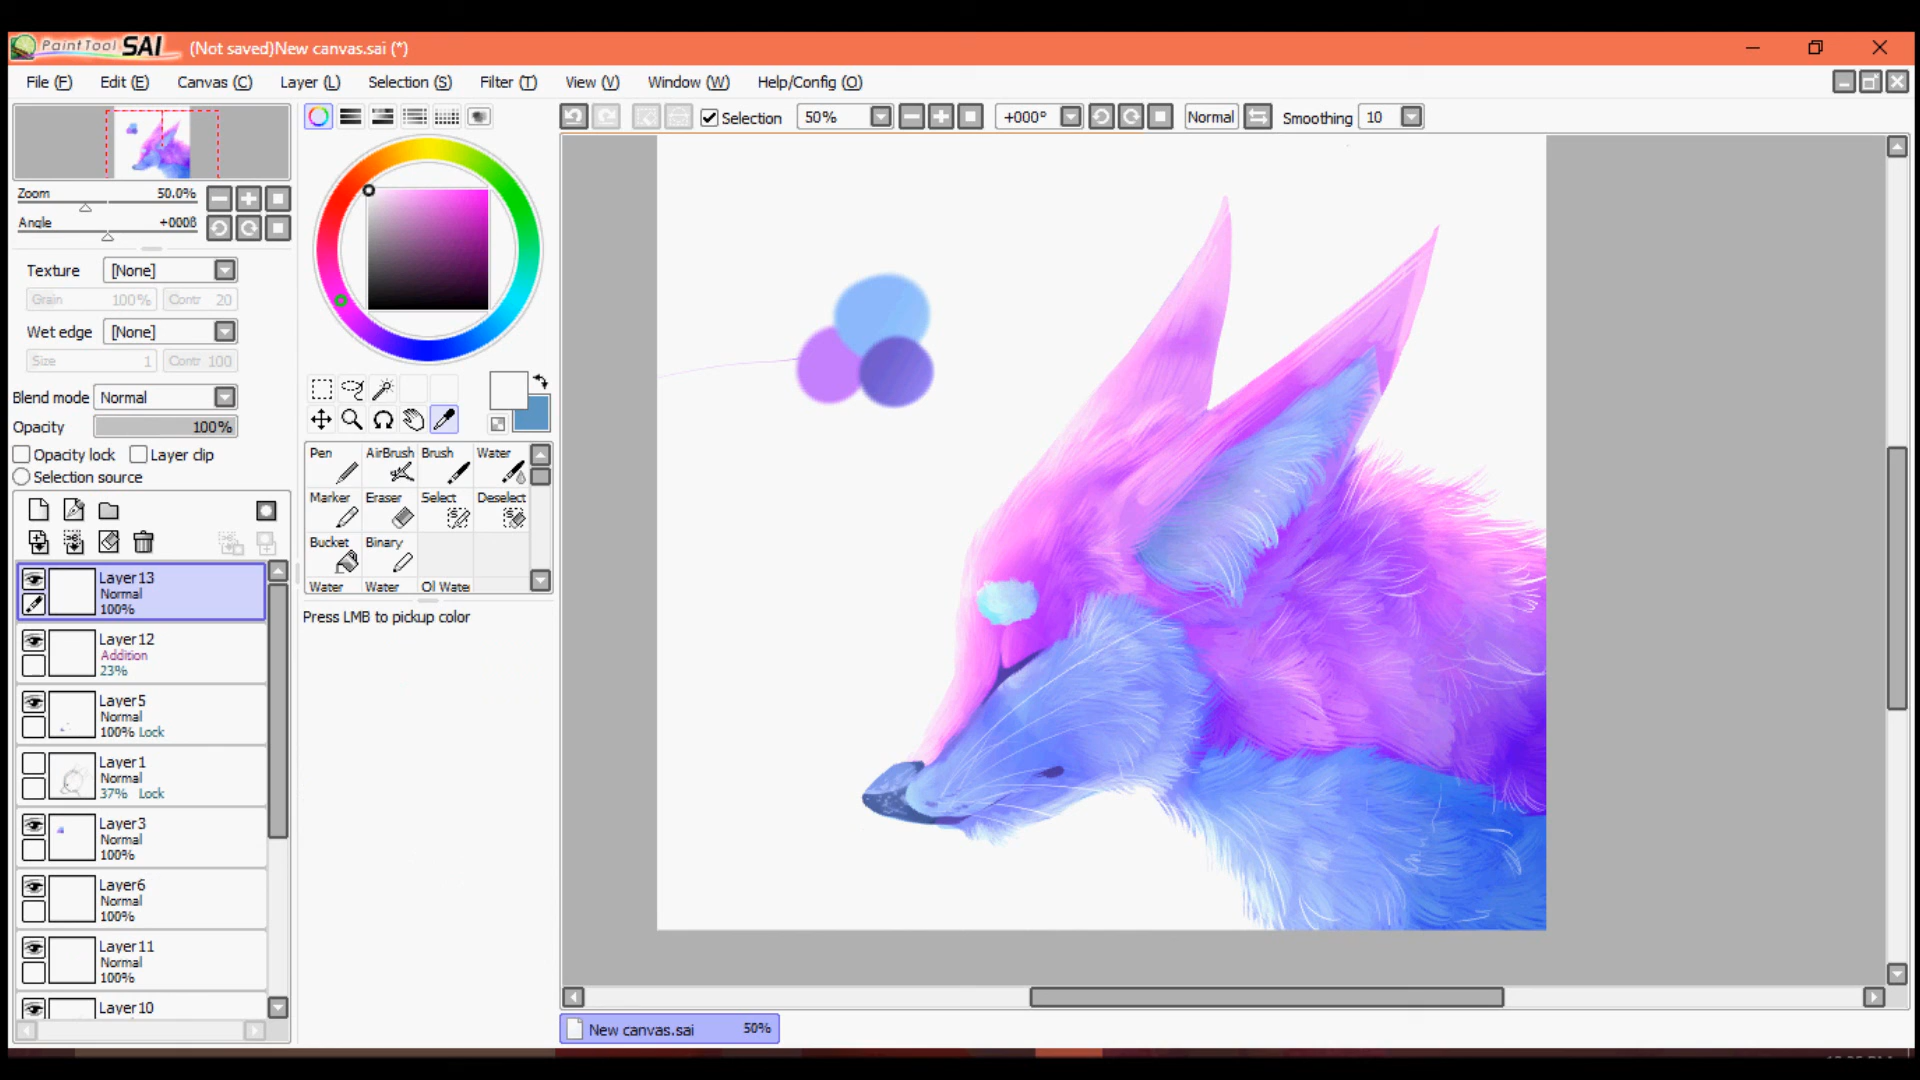 PaintTool SAI (Not saved)New canvas.sai (*)
File (F) Edit (E) Canvas (C) Layer (L) Selection (S) Filter (T) View (V) Window (W) Help/Config (O)
Selection 50% +000° Normal Smoothing 10
Zoom 50.0%
Angle +000ß
Texture [None]
Grain 100% Contr 20
Wet edge [None]
Size 1 Contr 100
Blend mode Normal
Opacity 100%
Opacity lock Layer clip
Selection source
Pen AirBrush Brush Water
Marker Eraser Select Deselect
Bucket Binary
Water Water Ol Wate
Press LMB to pickup color
Layer13
Normal
100%
Layer12
Addition
23%
Layer5
Normal
100% Lock
Layer1
Normal
37% Lock
Layer3
Normal
100%
Layer6
Normal
100%
Layer11
Normal
100%
Layer10
New canvas.sai 50%